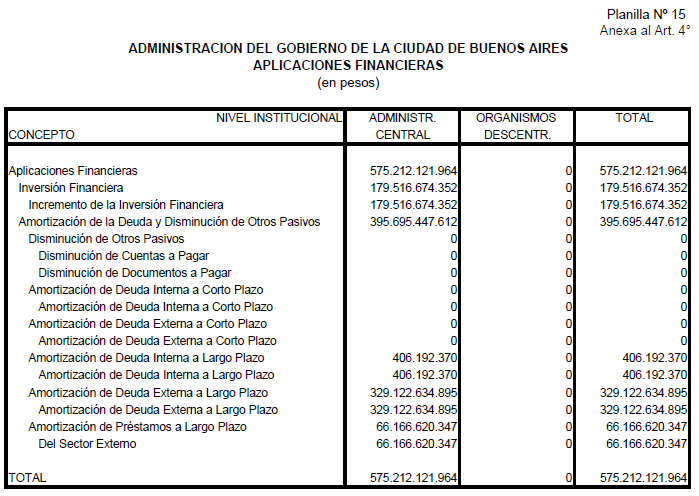 Planilla Nº 15
Anexa al Art. 4°
ADMINISTRACION DEL GOBIERNO DE LA CIUDAD DE BUENOS AIRES
APLICACIONES FINANCIERAS
(en pesos)
NIVEL INSTITUCIONAL ADMINISTR. ORGANISMOS TOTAL
CONCEPTO CENTRAL DESCENTR.
Aplicaciones Financieras 575.212.121.964 0 575.212.121.964
Inversión Financiera 179.516.674.352 0 179.516.674.352
Incremento de la Inversión Financiera 179.516.674.352 0 179.516.674.352
Amortización de la Deuda y Disminución de Otros Pasivos 395.695.447.612 0 395.695.447.612
Disminución de Otros Pasivos 0 0 0
Disminución de Cuentas a Pagar 0 0 0
Disminución de Documentos a Pagar 0 0 0
Amortización de Deuda Interna a Corto Plazo 0 0 0
Amortización de Deuda Interna a Corto Plazo 0 0 0
Amortización de Deuda Externa a Corto Plazo 0 0 0
Amortización de Deuda Externa a Corto Plazo 0 0 0
Amortización de Deuda Interna a Largo Plazo 406.192.370 0 406.192.370
Amortización de Deuda Interna a Largo Plazo 406.192.370 0 406.192.370
Amortización de Deuda Externa a Largo Plazo 329.122.634.895 0 329.122.634.895
Amortización de Deuda Externa a Largo Plazo 329.122.634.895 0 329.122.634.895
Amortización de Préstamos a Largo Plazo 66.166.620.347 0 66.166.620.347
Del Sector Externo 66.166.620.347 0 66.166.620.347
TOTAL 575.212.121.964 0 575.212.121.964